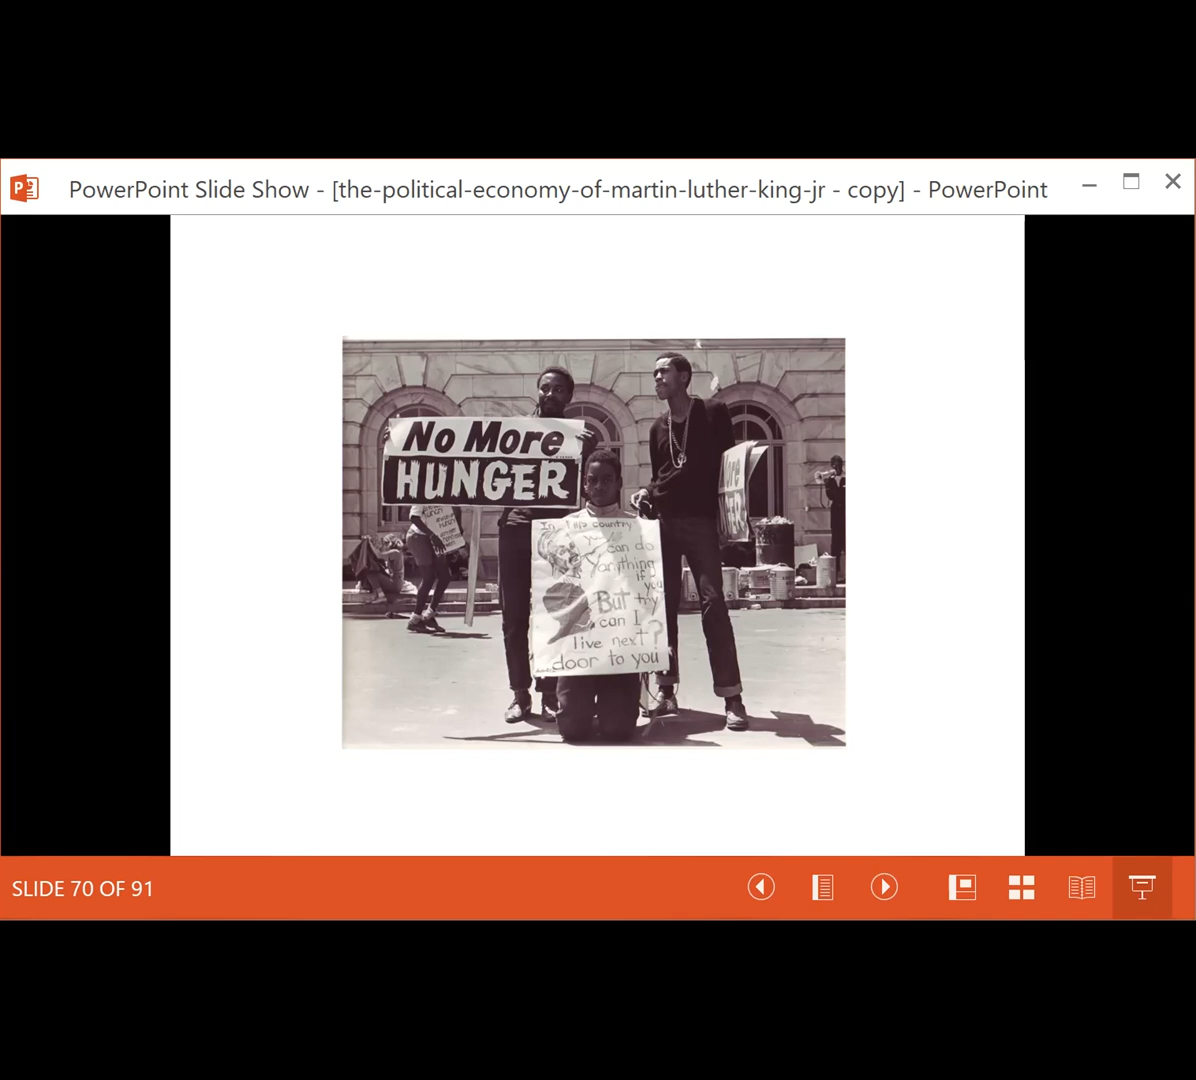 PowerPoint Slide Show - [the-political-economy-of-martin-luther-king-jr - copy] - PowerPoint
No More
HUNGER
In this country
you
can do
anything
If
you
But try
can I
live next?
door to you
SLIDE 70 OF 91